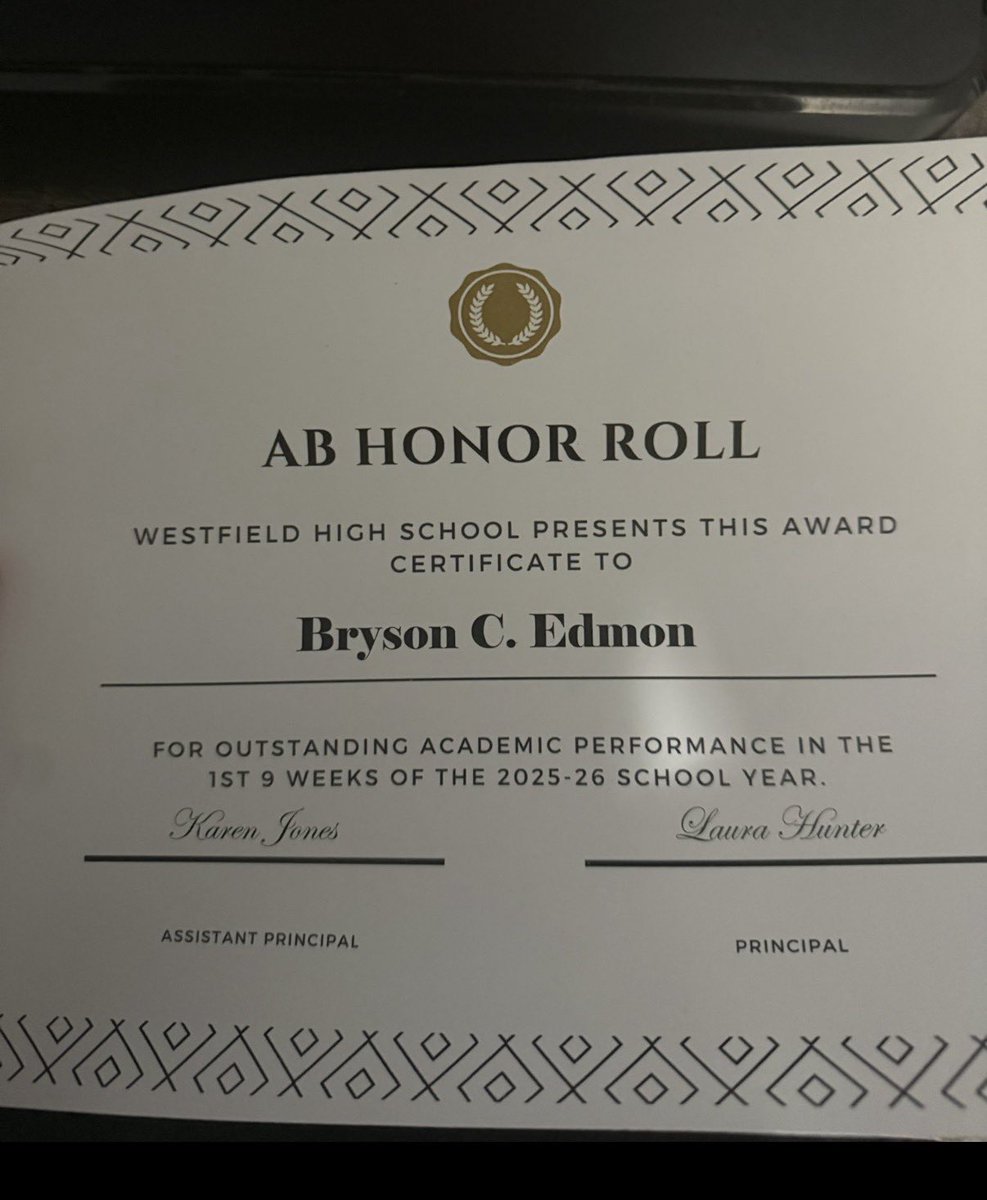 AB HONOR ROLL
WESTFIELD HIGH SCHOOL PRESENTS THIS AWARD
CERTIFICATE TO
Bryson C. Edmon
FOR OUTSTANDING ACADEMIC PERFORMANCE IN THE
1ST 9 WEEKS OF THE 2025-26 SCHOOL YEAR.
Karen Jones Laura Hunter
ASSISTANT PRINCIPAL PRINCIPAL